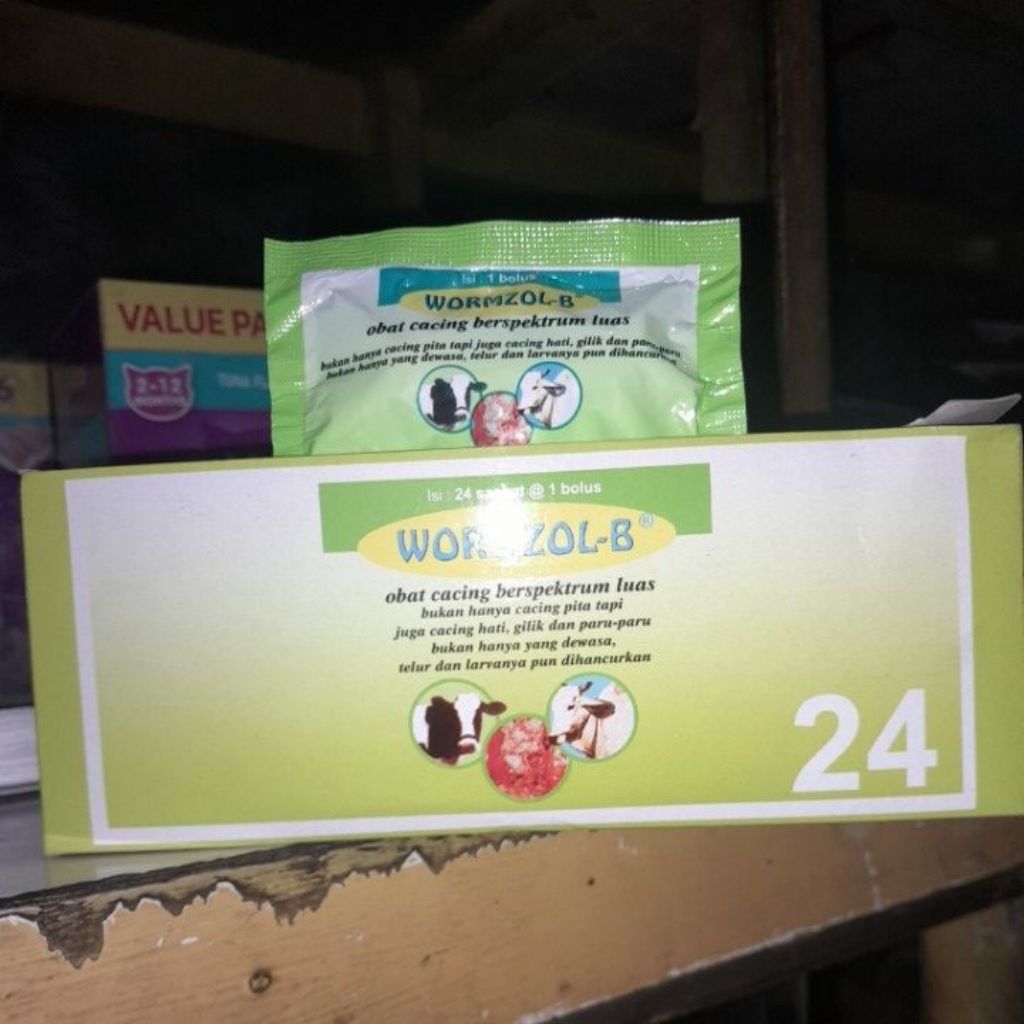 Isi : 1 bolus
WORMZOL-B
obat cacing berspektrum luas
bukan hanya cacing pita tapi juga cacing hati, gilik dan paru-paru
bukan hanya yang dewasa, telur dan larvanya pun dihancurkan
VALUE PA
2-12
MONTHS
TUNA
Isi : 24 sachet @ 1 bolus
WORMZOL-B®
obat cacing berspektrum luas
bukan hanya cacing pita tapi
juga cacing hati, gilik dan paru-paru
bukan hanya yang dewasa,
telur dan larvanya pun dihancurkan
24